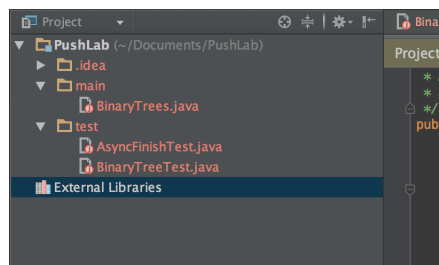 Project
Bina
PushLab (~/Documents/PushLab)
Project
.idea
*
main
*
BinaryTrees.java
*/
test
pub
AsyncFinishTest.java
BinaryTreeTest.java
External Libraries